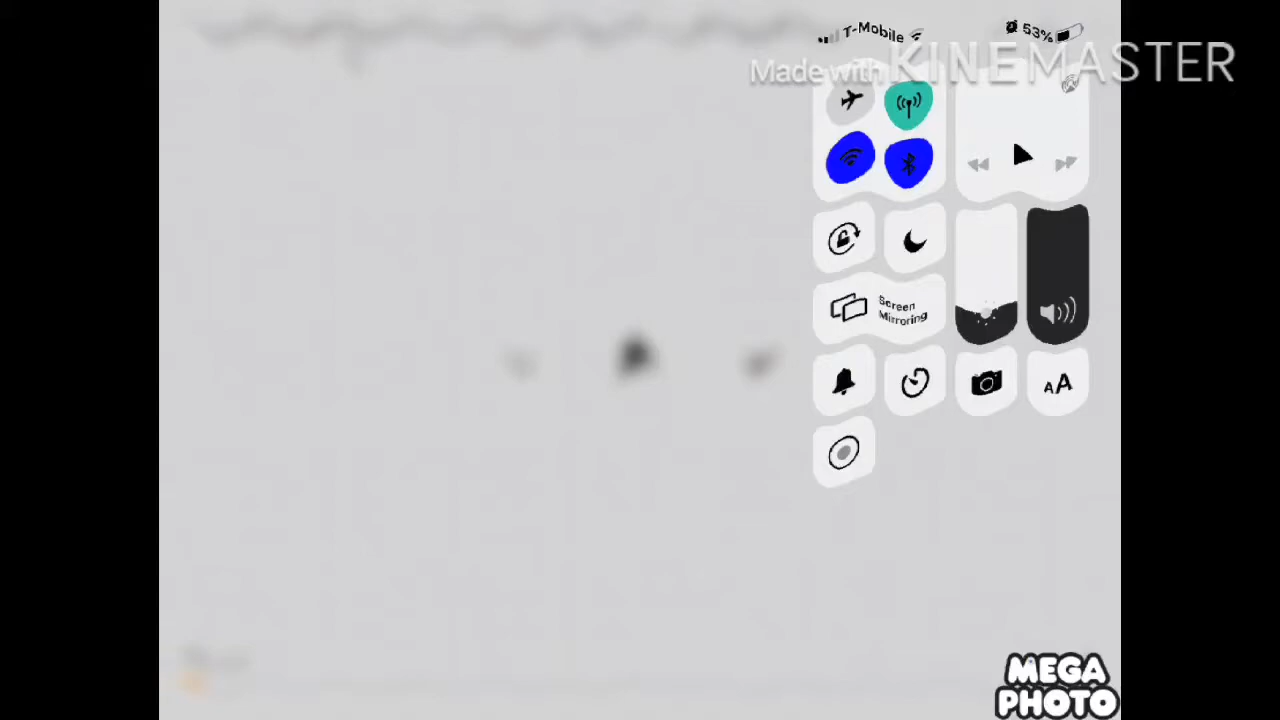 T-Mobile 53%
Made with KINEMASTER
Screen
Mirroring
AA
MEGA
PHOTO